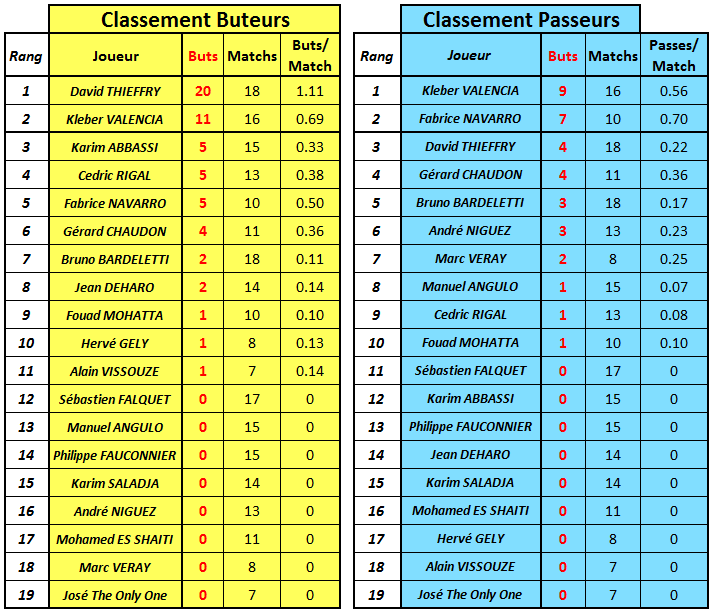 Classement Buteurs
Rang Joueur Buts Matchs Buts/ Match
1 David THIEFFRY 20 18 1.11
2 Kleber VALENCIA 11 16 0.69
3 Karim ABBASSI 5 15 0.33
4 Cedric RIGAL 5 13 0.38
5 Fabrice NAVARRO 5 10 0.50
6 Gérard CHAUDON 4 11 0.36
7 Bruno BARDELETTI 2 18 0.11
8 Jean DEHARO 2 14 0.14
9 Fouad MOHATTA 1 10 0.10
10 Hervé GELY 1 8 0.13
11 Alain VISSOUZE 1 7 0.14
12 Sébastien FALQUET 0 17 0
13 Manuel ANGULO 0 15 0
14 Philippe FAUCONNIER 0 15 0
15 Karim SALADJA 0 14 0
16 André NIGUEZ 0 13 0
17 Mohamed ES SHAITI 0 11 0
18 Marc VERAY 0 8 0
19 José The Only One 0 7 0
Classement Passeurs
Rang Joueur Buts Matchs Passes/ Match
1 Kleber VALENCIA 9 16 0.56
2 Fabrice NAVARRO 7 10 0.70
3 David THIEFFRY 4 18 0.22
4 Gérard CHAUDON 4 11 0.36
5 Bruno BARDELETTI 3 18 0.17
6 André NIGUEZ 3 13 0.23
7 Marc VERAY 2 8 0.25
8 Manuel ANGULO 1 15 0.07
9 Cedric RIGAL 1 13 0.08
10 Fouad MOHATTA 1 10 0.10
11 Sébastien FALQUET 0 17 0
12 Karim ABBASSI 0 15 0
13 Philippe FAUCONNIER 0 15 0
14 Jean DEHARO 0 14 0
15 Karim SALADJA 0 14 0
16 Mohamed ES SHAITI 0 11 0
17 Hervé GELY 0 8 0
18 Alain VISSOUZE 0 7 0
19 José The Only One 0 7 0